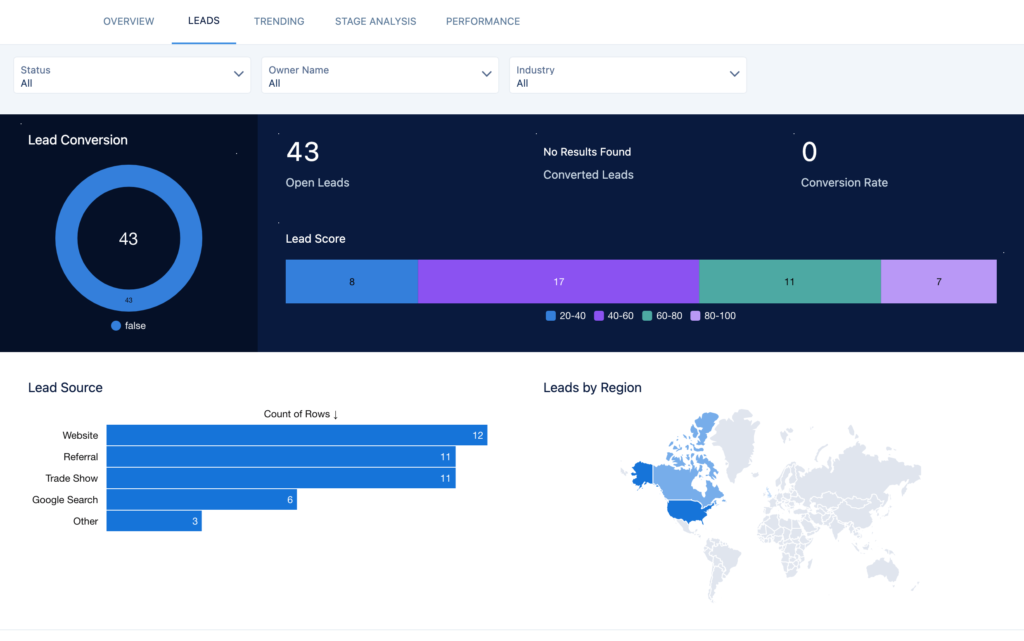 OVERVIEW LEADS TRENDING STAGE ANALYSIS PERFORMANCE
Status
All
Owner Name
All
Industry
All
Lead Conversion
43
43
false
43
Open Leads
No Results Found
Converted Leads
0
Conversion Rate
Lead Score
8 17 11 7
20-40 40-60 60-80 80-100
Lead Source
Count of Rows ↓
Website 12
Referral 11
Trade Show 11
Google Search 6
Other 3
Leads by Region